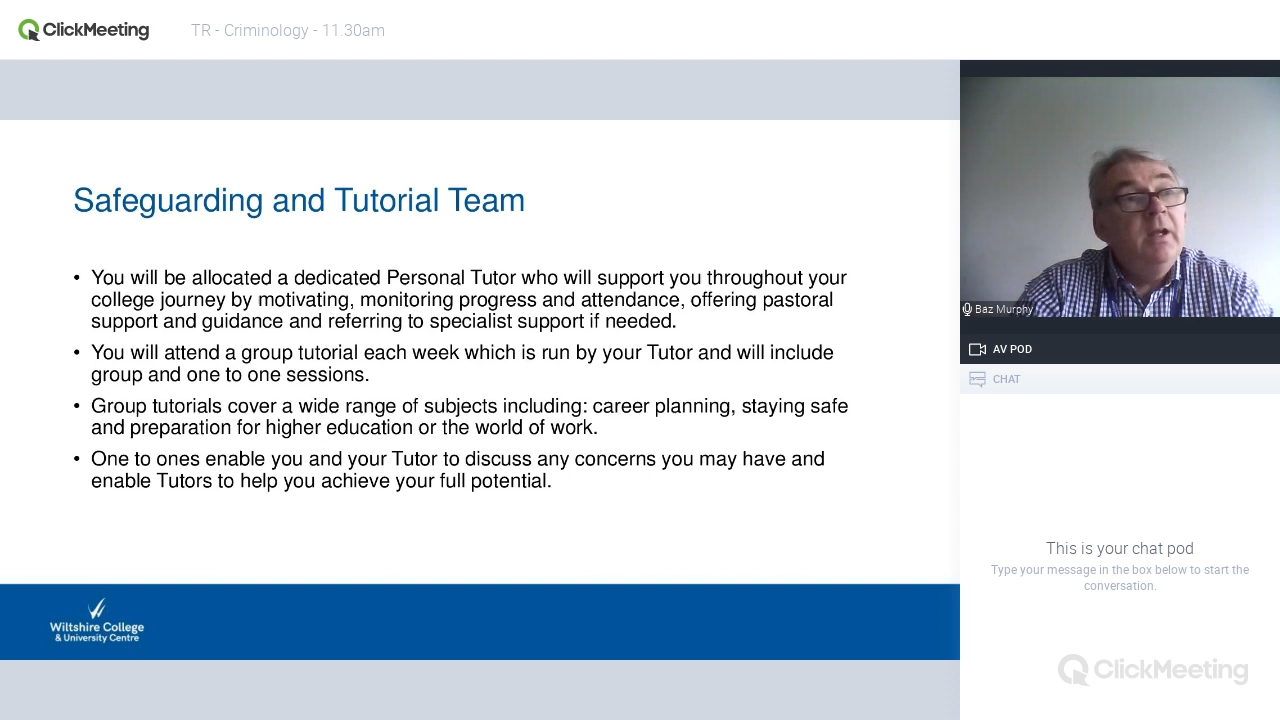 ClickMeeting
TR - Criminology - 11.30am
Safeguarding and Tutorial Team
• You will be allocated a dedicated Personal Tutor who will support you throughout your
college journey by motivating, monitoring progress and attendance, offering pastoral
support and guidance and referring to specialist support if needed.
• You will attend a group tutorial each week which is run by your Tutor and will include
group and one to one sessions.
• Group tutorials cover a wide range of subjects including: career planning, staying safe
and preparation for higher education or the world of work.
• One to ones enable you and your Tutor to discuss any concerns you may have and
enable Tutors to help you achieve your full potential.
Wiltshire College
& University Centre
Baz Murphy
AV POD
CHAT
This is your chat pod
Type your message in the box below to start the
conversation.
ClickMeeting